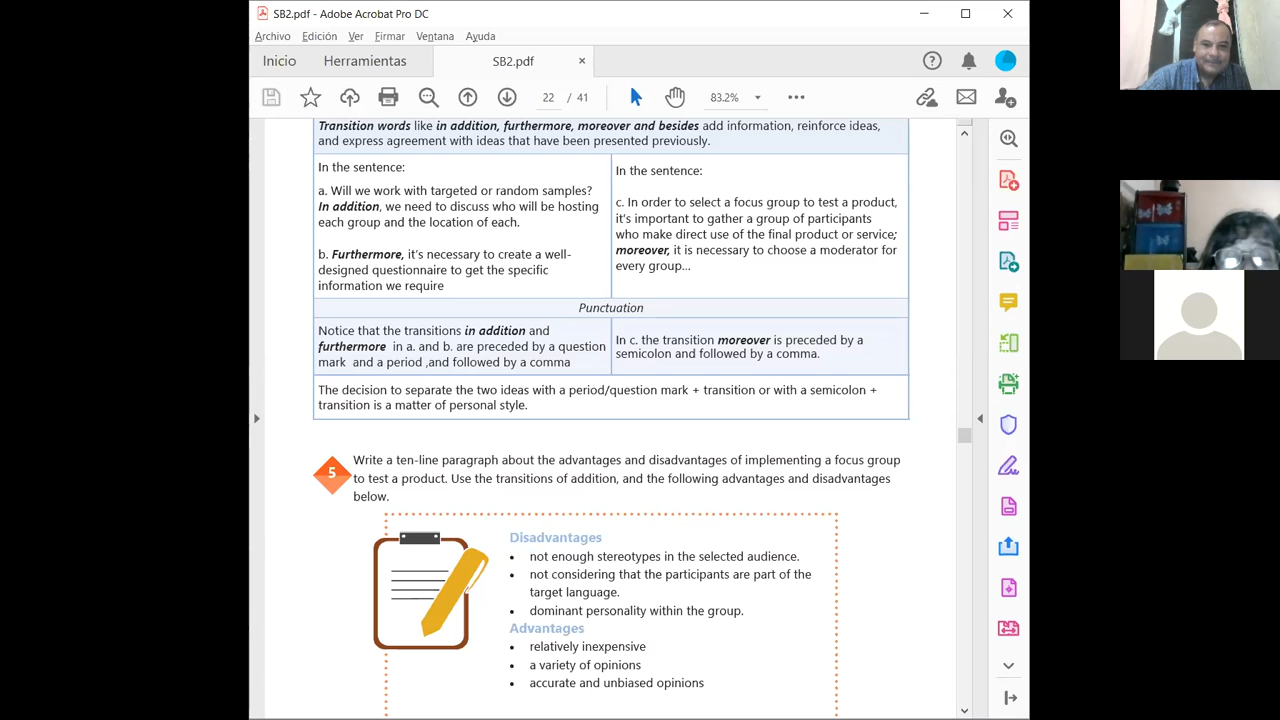 SB2.pdf - Adobe Acrobat Pro DC
Archivo Edición Ver Firmar Ventana Ayuda
Inicio Herramientas SB2.pdf
22 / 41 83.2%
Transition words like in addition, furthermore, moreover and besides add information, reinforce ideas,
and express agreement with ideas that have been presented previously.
In the sentence:
a. Will we work with targeted or random samples?
In addition, we need to discuss who will be hosting
each group and the location of each.
b. Furthermore, it's necessary to create a well-
designed questionnaire to get the specific
information we require
In the sentence:
c. In order to select a focus group to test a product,
it's important to gather a group of participants
who make direct use of the final product or service;
moreover, it is necessary to choose a moderator for
every group...
Punctuation
Notice that the transitions in addition and
furthermore in a. and b. are preceded by a question
mark and a period ,and followed by a comma
In c. the transition moreover is preceded by a
semicolon and followed by a comma.
The decision to separate the two ideas with a period/question mark + transition or with a semicolon +
transition is a matter of personal style.
5
Write a ten-line paragraph about the advantages and disadvantages of implementing a focus group
to test a product. Use the transitions of addition, and the following advantages and disadvantages
below.
Disadvantages
• not enough stereotypes in the selected audience.
• not considering that the participants are part of the
target language.
• dominant personality within the group.
Advantages
• relatively inexpensive
• a variety of opinions
• accurate and unbiased opinions